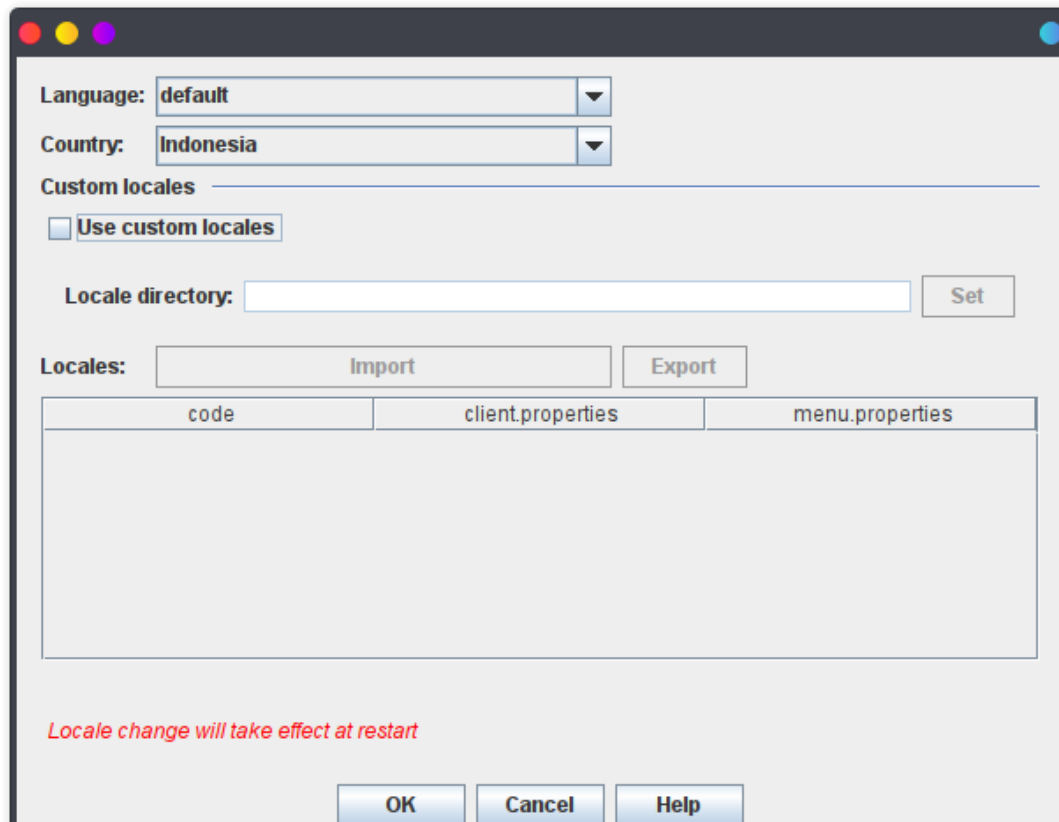 Language: default
Country: Indonesia
Custom locales
Use custom locales
Locale directory: Set
Locales: Import Export
code client.properties menu.properties
Locale change will take effect at restart
OK Cancel Help